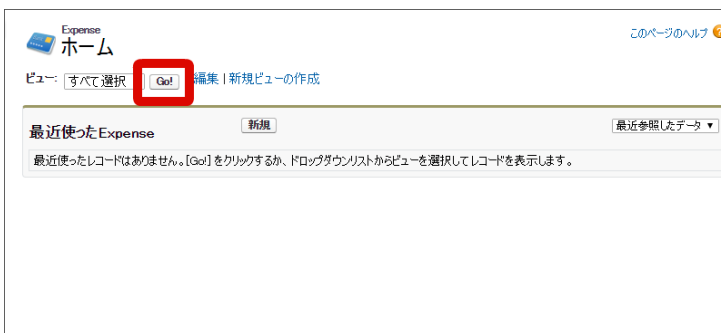 Expense
ホーム
このページのヘルプ
ビュー: すべて選択 Go! 編集 | 新規ビューの作成
最近使ったExpense 新規 最近参照したデータ ▼
最近使ったレコードはありません。[Go!] をクリックするか、ドロップダウンリストからビューを選択してレコードを表示します。